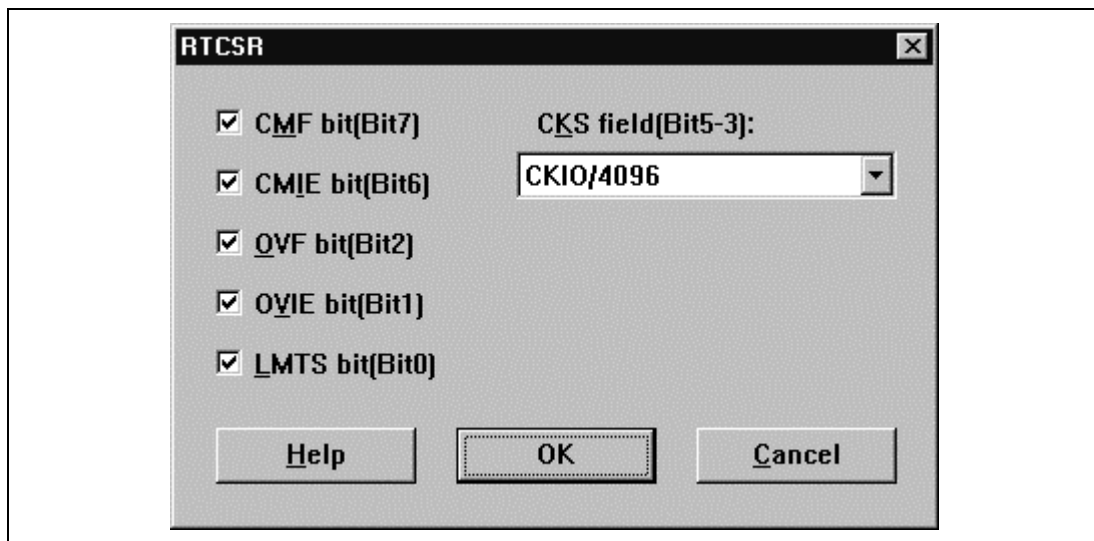 RTCSR
CMF bit(Bit7)
CKS field(Bit5-3):
CMIE bit(Bit6)
CKIO/4096
OVF bit(Bit2)
OVIE bit(Bit1)
LMTS bit(Bit0)
Help
OK
Cancel